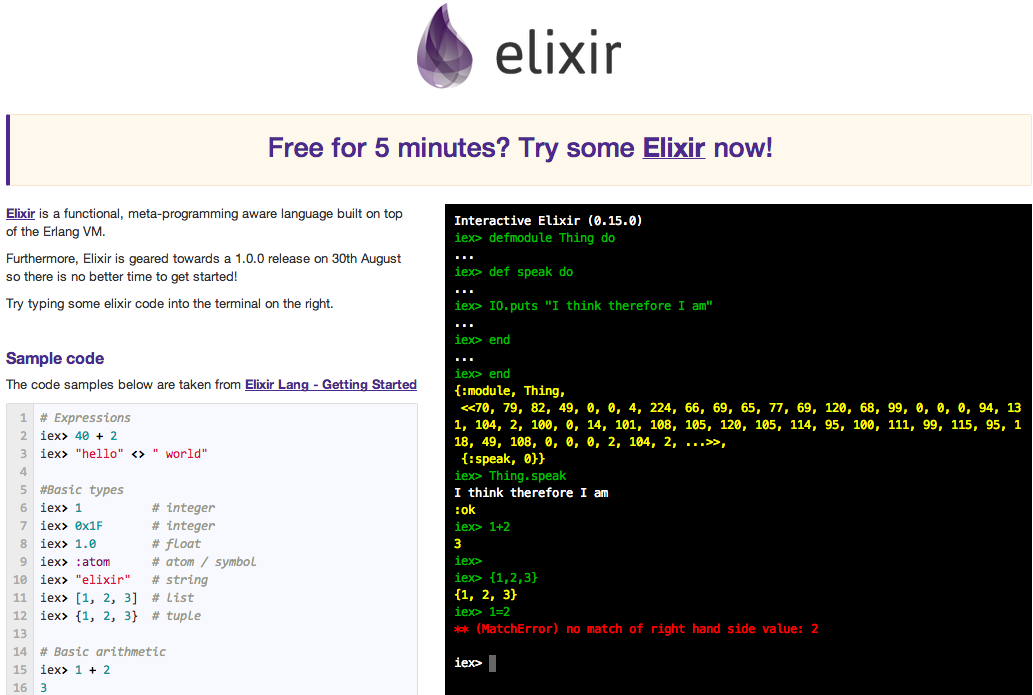 elixir
Free for 5 minutes? Try some Elixir now!
Elixir is a functional, meta-programming aware language built on top
of the Erlang VM.
Furthermore, Elixir is geared towards a 1.0.0 release on 30th August
so there is no better time to get started!
Try typing some elixir code into the terminal on the right.
Sample code
The code samples below are taken from Elixir Lang - Getting Started
1 # Expressions
2 iex> 40 + 2
3 iex> "hello" <> " world"
4
5 #Basic types
6 iex> 1 # integer
7 iex> 0x1F # integer
8 iex> 1.0 # float
9 iex> :atom # atom / symbol
10 iex> "elixir" # string
11 iex> [1, 2, 3] # list
12 iex> {1, 2, 3} # tuple
13
14 # Basic arithmetic
15 iex> 1 + 2
16 3
Interactive Elixir (0.15.0)
iex> defmodule Thing do
...
iex> def speak do
...
iex> IO.puts "I think therefore I am"
...
iex> end
...
iex> end
{:module, Thing,
<<70, 79, 82, 49, 0, 0, 4, 224, 66, 69, 65, 77, 69, 120, 68, 99, 0, 0, 0, 94, 13
1, 104, 2, 100, 0, 14, 101, 108, 105, 120, 105, 114, 95, 100, 111, 99, 115, 95, 1
18, 49, 108, 0, 0, 0, 2, 104, 2, ...>>,
{:speak, 0}}
iex> Thing.speak
I think therefore I am
:ok
iex> 1+2
3
iex>
iex> {1,2,3}
{1, 2, 3}
iex> 1=2
** (MatchError) no match of right hand side value: 2
iex>